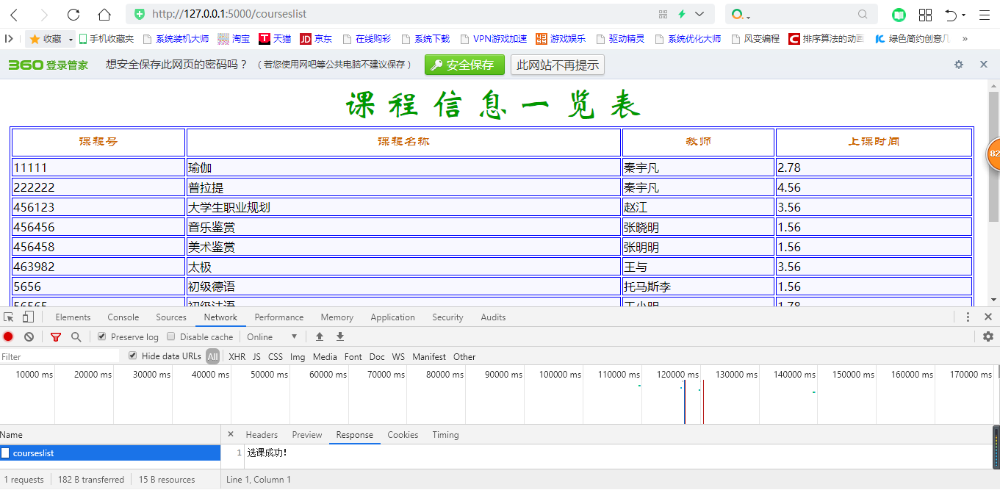 http://127.0.0.1:5000/courseslist
收藏 手机收藏夹 系统装机大师 淘宝 T 天猫 JD 京东 在线购彩 系统下载 VPN游戏加速 游戏娱乐 驱动精灵 系统优化大师 风变编程 C 排序算法的动画 绿色简约创意几 »
360登录管家 想安全保存此网页的密码吗？ （若您使用网吧等公共电脑不建议保存） 安全保存 此网站不再提示
课程信息一览表
课程号 课程名称 教师 上课时间
11111 瑜伽 秦宇凡 2.78
222222 普拉提 秦宇凡 4.56
82
456123 大学生职业规划 赵江 3.56
456456 音乐鉴赏 张晓明 1.56
456458 美术鉴赏 张明明 1.56
463982 太极 王与 3.56
5656 初级德语 托马斯李 1.56
56565 初级法语 王小明 1.78
Elements Console Sources Network Performance Memory Application Security Audits
Preserve log Disable cache Online
Filter Hide data URLs All XHR JS CSS Img Media Font Doc WS Manifest Other
10000 ms 20000 ms 30000 ms 40000 ms 50000 ms 60000 ms 70000 ms 80000 ms 90000 ms 100000 ms 110000 ms 120000 ms 130000 ms 140000 ms 150000 ms 160000 ms 170000 ms
Name × Headers Preview Response Cookies Timing
courseslist 1 选课成功!
1 requests 182 B transferred 15 B resources Line 1, Column 1